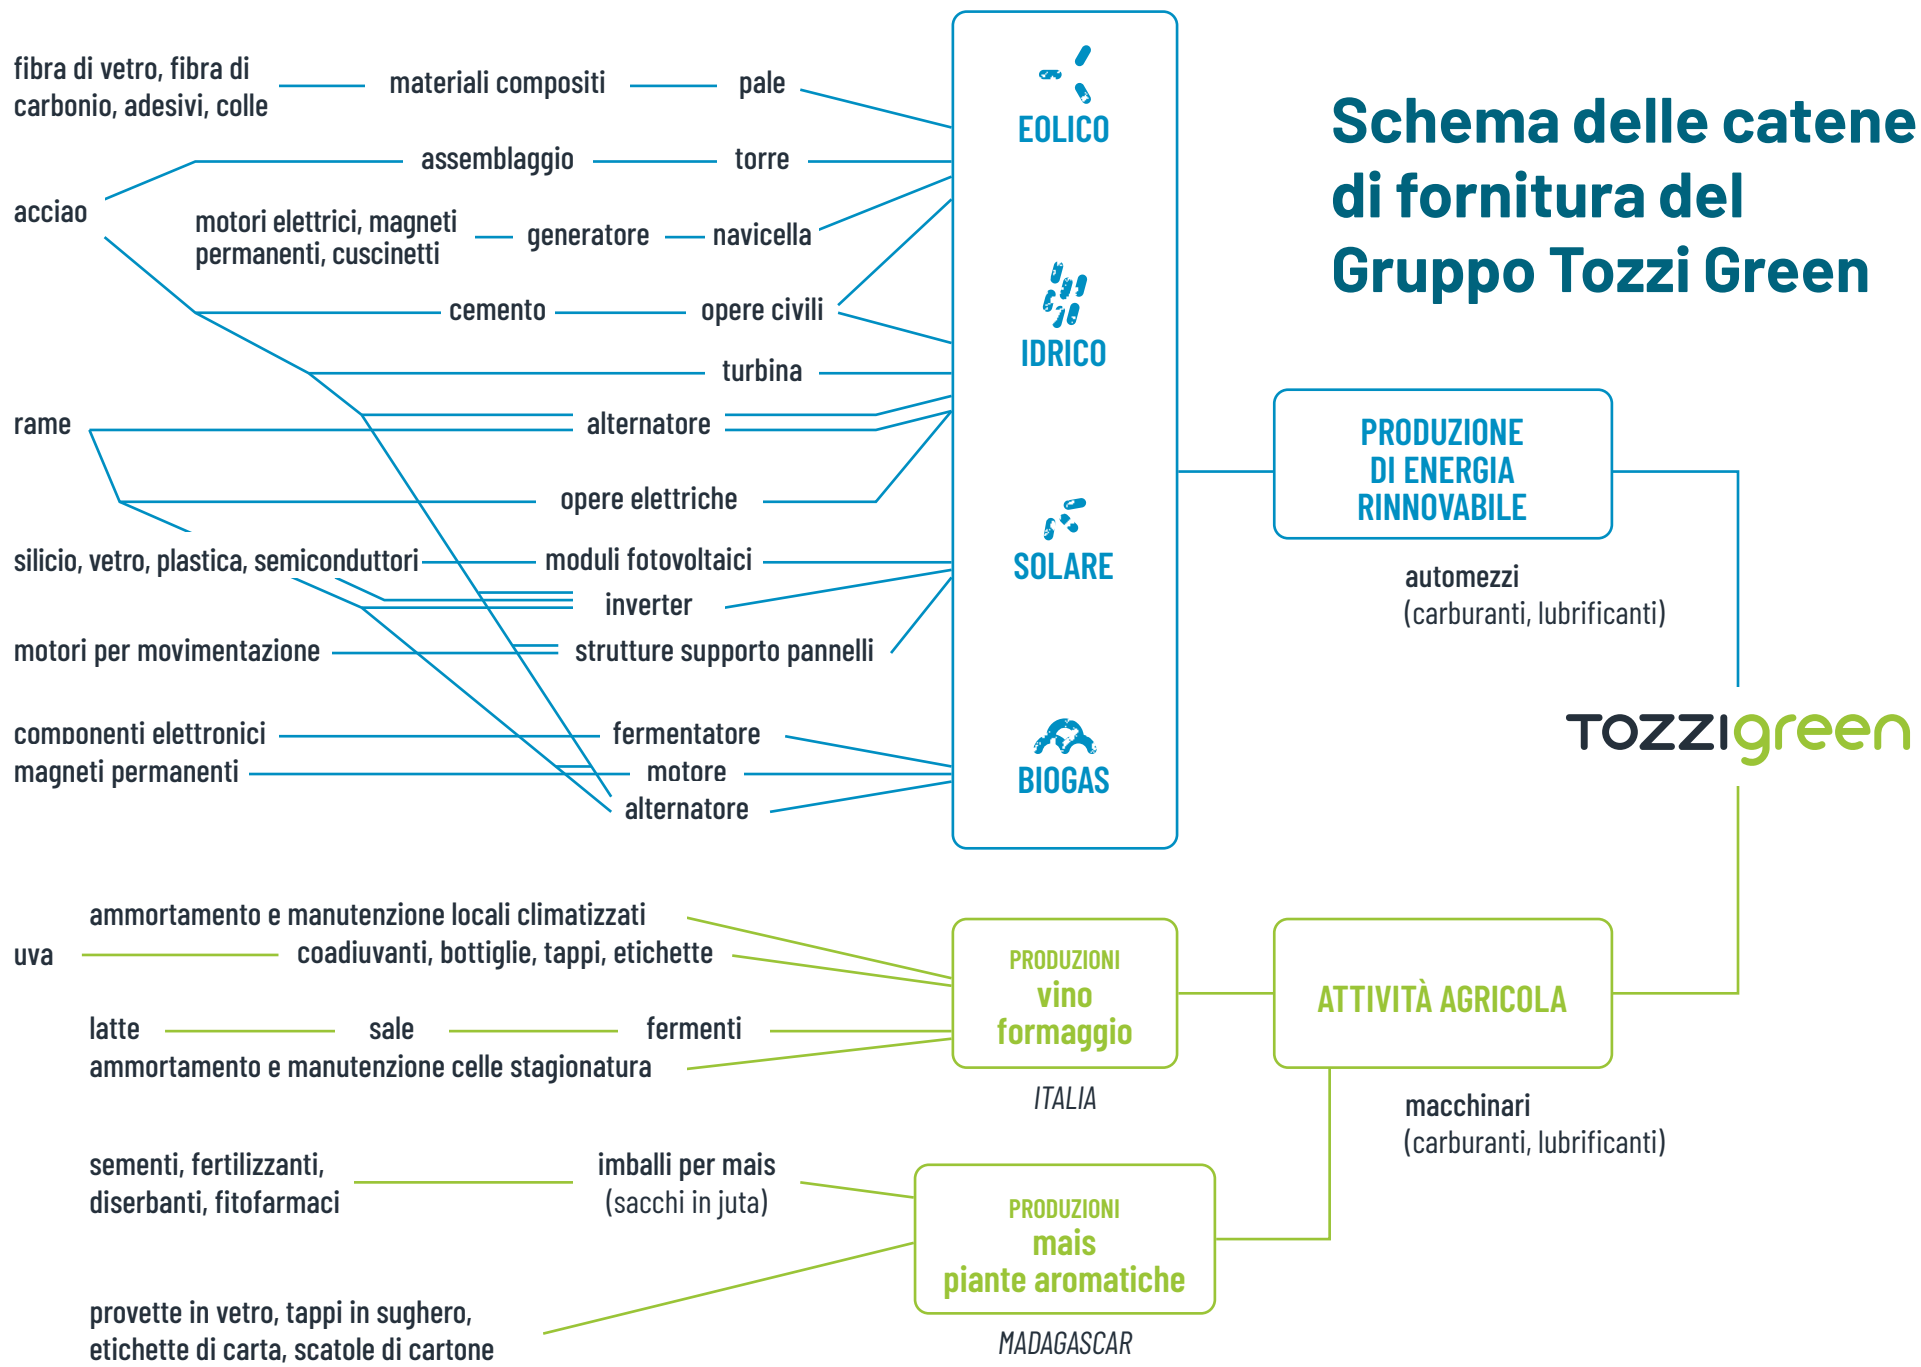 Schema delle catene
di fornitura del
Gruppo Tozzi Green
fibra di vetro, fibra di
carbonio, adesivi, colle
materiali compositi
pale
EOLICO
assemblaggio
torre
acciao
motori elettrici, magneti
permanenti, cuscinetti
generatore
navicella
cemento
opere civili
IDRICO
turbina
rame
alternatore
opere elettriche
silicio, vetro, plastica, semiconduttori
moduli fotovoltaici
SOLARE
inverter
motori per movimentazione
strutture supporto pannelli
componenti elettronici
fermentatore
magneti permanenti
motore
BIOGAS
alternatore
PRODUZIONE
DI ENERGIA
RINNOVABILE
automezzi
(carburanti, lubrificanti)
TOZZIgreen
ammortamento e manutenzione locali climatizzati
uva
coadiuvanti, bottiglie, tappi, etichette
latte
sale
fermenti
ammortamento e manutenzione celle stagionatura
PRODUZIONI
vino
formaggio
ITALIA
ATTIVITÀ AGRICOLA
macchinari
(carburanti, lubrificanti)
sementi, fertilizzanti,
diserbanti, fitofarmaci
imballi per mais
(sacchi in juta)
PRODUZIONI
mais
piante aromatiche
MADAGASCAR
provette in vetro, tappi in sughero,
etichette di carta, scatole di cartone